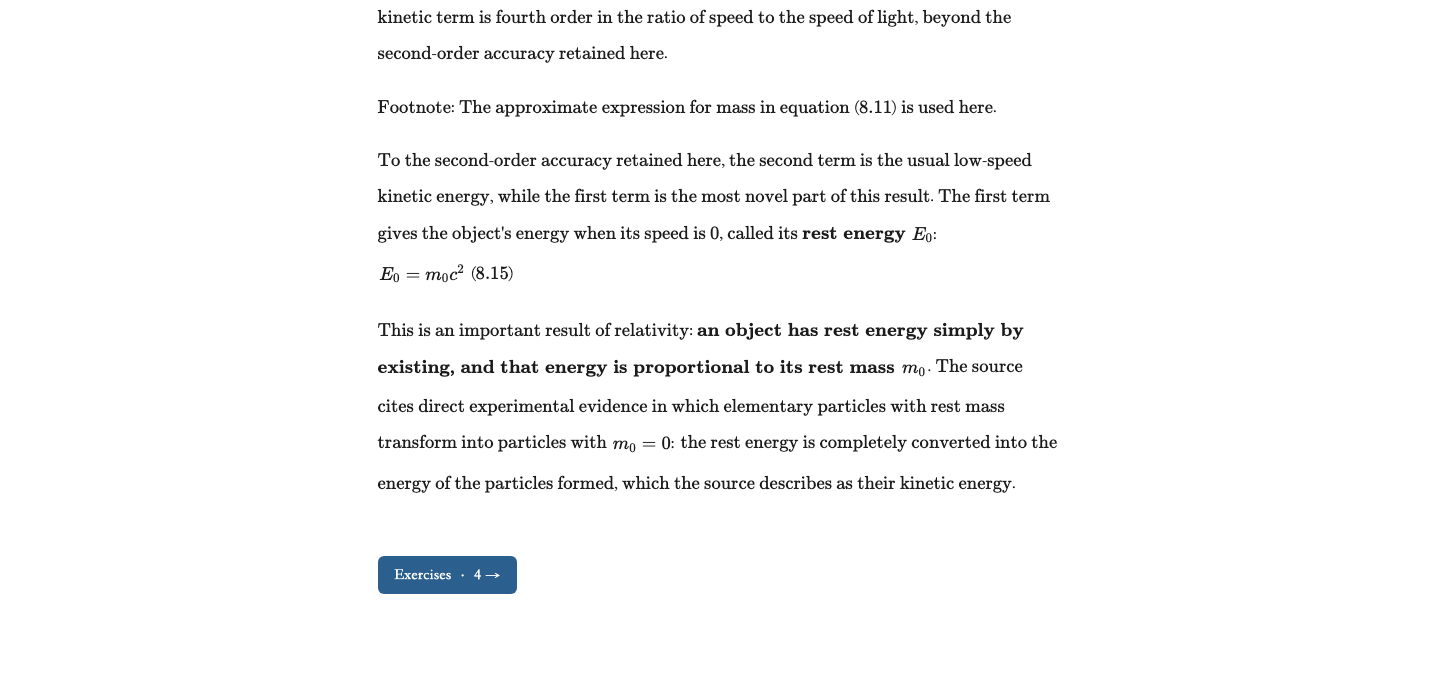 kinetic term is fourth order in the ratio of speed to the speed of light, beyond the
second-order accuracy retained here.
Footnote: The approximate expression for mass in equation (8.11) is used here.
To the second-order accuracy retained here, the second term is the usual low-speed
kinetic energy, while the first term is the most novel part of this result. The first term
gives the object's energy when its speed is 0, called its rest energy E₀:
E₀ = m₀c² (8.15)
This is an important result of relativity: an object has rest energy simply by
existing, and that energy is proportional to its rest mass m₀. The source
cites direct experimental evidence in which elementary particles with rest mass
transform into particles with m₀ = 0: the rest energy is completely converted into the
energy of the particles formed, which the source describes as their kinetic energy.
Exercises · 4 →